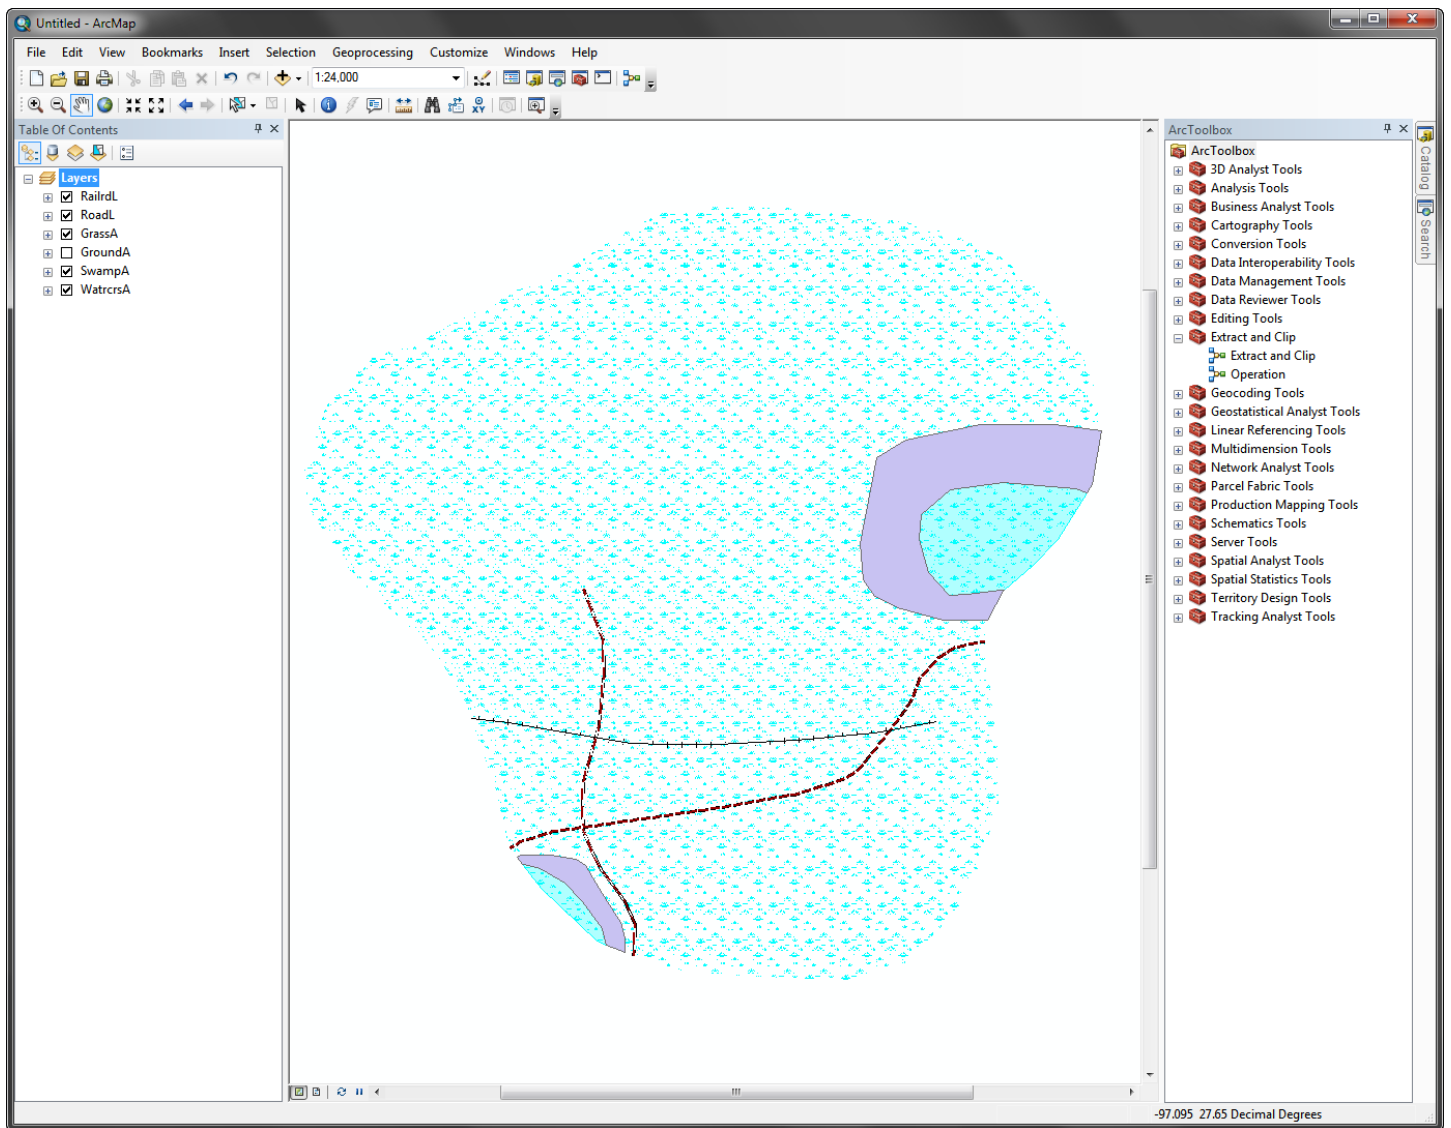 Untitled - ArcMap
File Edit View Bookmarks Insert Selection Geoprocessing Customize Windows Help
1:24,000
Table Of Contents
Layers
RailrdL
RoadL
GrassA
GroundA
SwampA
WatrcrsA
ArcToolbox
ArcToolbox
3D Analyst Tools
Analysis Tools
Business Analyst Tools
Cartography Tools
Conversion Tools
Data Interoperability Tools
Data Management Tools
Data Reviewer Tools
Editing Tools
Extract and Clip
Extract and Clip
Operation
Geocoding Tools
Geostatistical Analyst Tools
Linear Referencing Tools
Multidimension Tools
Network Analyst Tools
Parcel Fabric Tools
Production Mapping Tools
Schematics Tools
Server Tools
Spatial Analyst Tools
Spatial Statistics Tools
Territory Design Tools
Tracking Analyst Tools
Catalog
Search
-97.095 27.65 Decimal Degrees